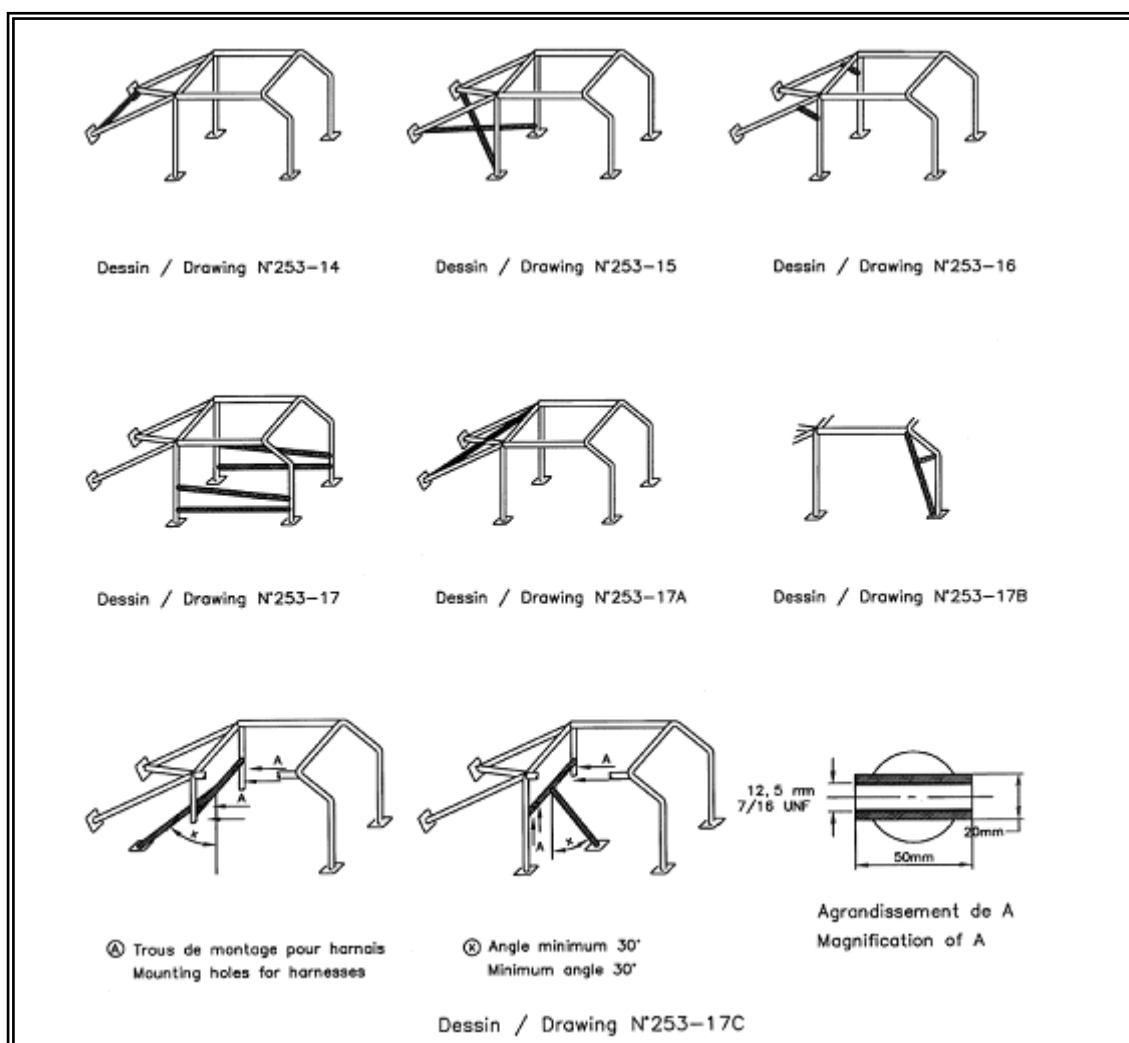 Dessin / Drawing N°253-14
Dessin / Drawing N°253-15
Dessin / Drawing N°253-16
Dessin / Drawing N°253-17
Dessin / Drawing N°253-17A
Dessin / Drawing N°253-17B
A
A
K
A
A
K
12,5 mm
7/16 UNF
20mm
50mm
Agrandissement de A
Magnification of A
Ⓐ Trous de montage pour harnais
Mounting holes for harnesses
Ⓚ Angle minimum 30°
Minimum angle 30°
Dessin / Drawing N°253-17C